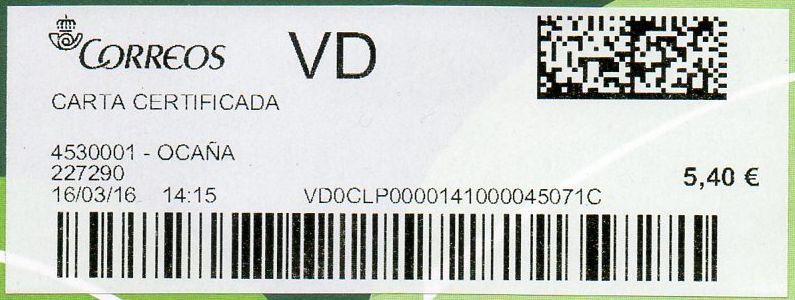 CORREOS
VD
CARTA CERTIFICADA
4530001 - OCAÑA
227290
5,40 €
16/03/16 14:15 VD0CLP0000141000045071C